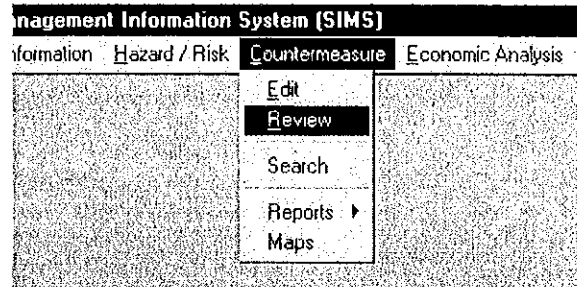 nagement Information System (SIMS)
nformation Hazard / Risk Countermeasure Economic Analysis
Edit
Review
Search
Reports
Maps